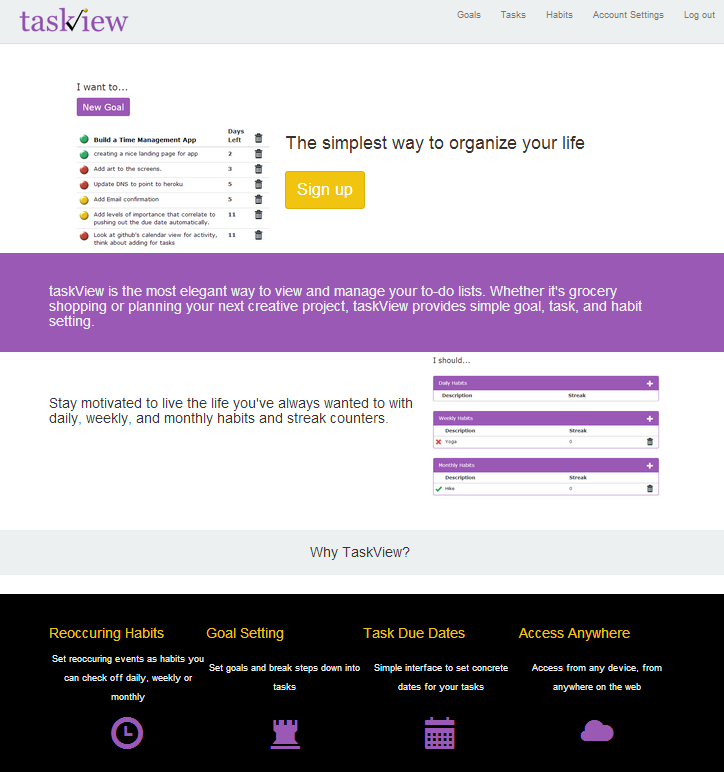 taskview
Goals Tasks Habits Account Settings Log out
I want to...
New Goal
Build a Time Management App Days Left
creating a nice landing page for app 2
Add art to the screens. 3
Update DNS to point to heroku 5
Add Email confirmation 5
Add levels of importance that correlate to 11
pushing out the due date automatically.
Look at github's calendar view for activity, 11
think about adding for tasks
The simplest way to organize your life
Sign up
taskView is the most elegant way to view and manage your to-do lists. Whether it's grocery
shopping or planning your next creative project, taskView provides simple goal, task, and habit
setting.
Stay motivated to live the life you've always wanted to with
daily, weekly, and monthly habits and streak counters.
I should...
Daily Habits
Description Streak
Weekly Habits
Description Streak
Yoga 0
Monthly Habits
Description Streak
Hike 0
Why TaskView?
Reoccuring Habits
Set reoccuring events as habits you
can check off daily, weekly or
monthly
Goal Setting
Set goals and break steps down into
tasks
Task Due Dates
Simple interface to set concrete
dates for your tasks
Access Anywhere
Access from any device, from
anywhere on the web